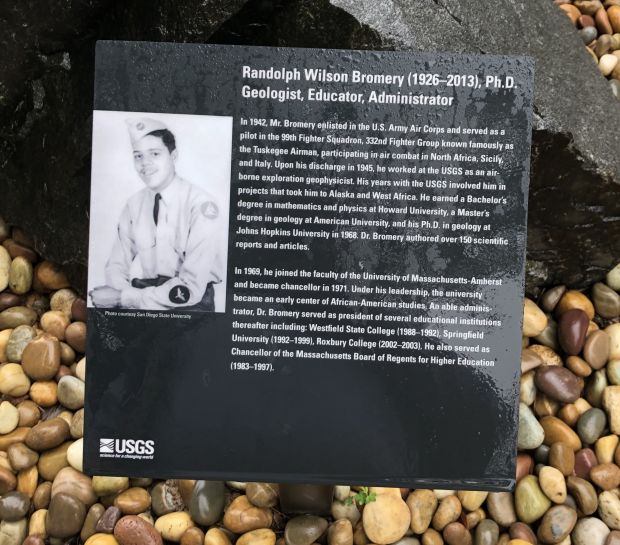 Randolph Wilson Bromery (1926–2013), Ph.D.
Geologist, Educator, Administrator
In 1942, Mr. Bromery enlisted in the U.S. Army Air Corps and served as a
pilot in the 99th Fighter Squadron, 332nd Fighter Group known famously as
the Tuskegee Airman, participating in air combat in North Africa, Sicily,
and Italy. Upon his discharge in 1945, he worked at the USGS as an air-
borne exploration geophysicist. His years with the USGS involved him in
projects that took him to Alaska and West Africa. He earned a Bachelor's
degree in mathematics and physics at Howard University, a Master's
degree in geology at American University, and his Ph.D. in geology at
Johns Hopkins University in 1968. Dr. Bromery authored over 150 scientific
reports and articles.
In 1969, he joined the faculty of the University of Massachusetts-Amherst
and became chancellor in 1971. Under his leadership, the university
became an early center of African-American studies. An able adminis-
trator, Dr. Bromery served as president of several educational institutions
thereafter including: Westfield State College (1988–1992), Springfield
University (1992–1999), Roxbury College (2002–2003). He also served as
Chancellor of the Massachusetts Board of Regents for Higher Education
(1983–1997).
Photo courtesy San Diego State University
USGS
science for a changing world